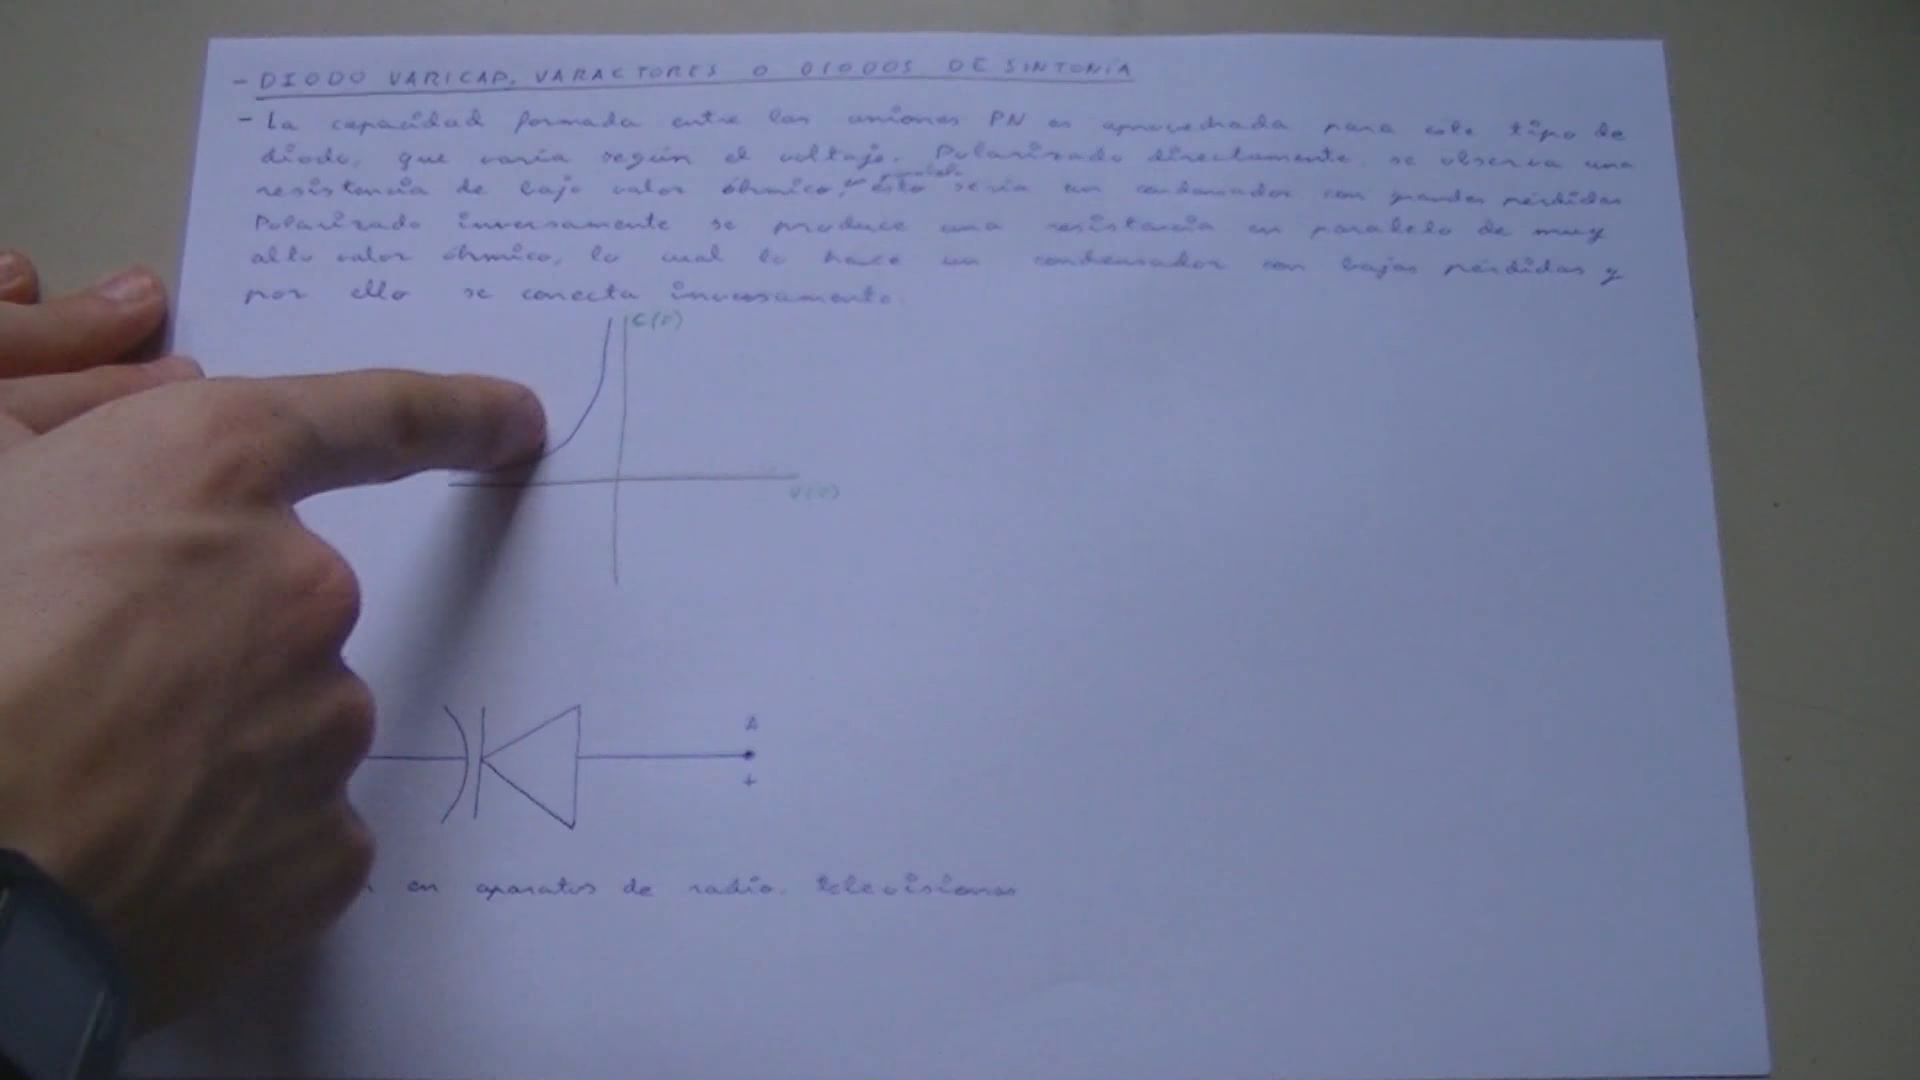 - DIODO VARICAP, VARACTORES O DIODOS DE SINTONÍA
- La capacidad formada entre las uniones PN es aprovechada para este tipo de
diodo, que varía según el voltaje. Polarizado directamente, se observa una
resistencia de bajo valor óhmico, esto sería un condensador con grandes pérdidas
Polarizado inversamente se produce una resistencia en paralelo de muy
alto valor óhmico, lo cual lo hace un condensador con bajas pérdidas y
por ello se conecta inversamente.
C(F)
V(V)
A
+
en aparatos de radio, televisiones